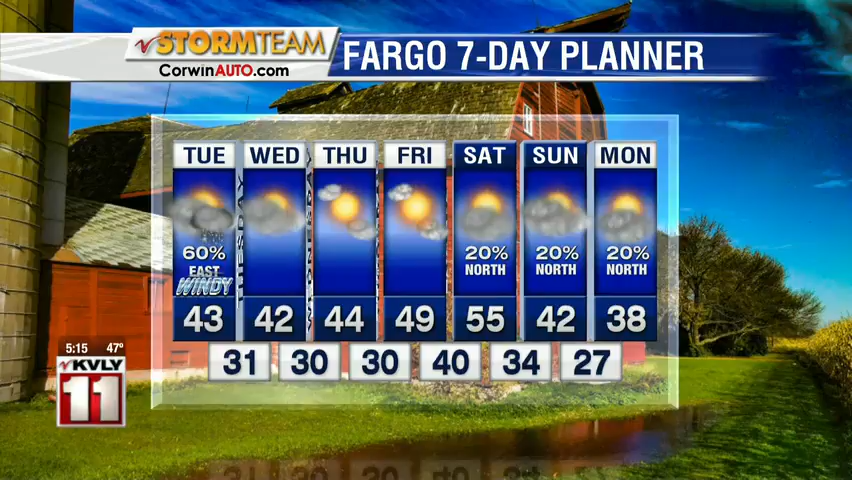 STORMTEAM
CorwinAUTO.com
FARGO 7-DAY PLANNER
TUE WED THU FRI SAT SUN MON
60% 20% 20% 20%
EAST NORTH NORTH NORTH
WINDY
43 42 44 49 55 42 38
31 30 30 40 34 27
5:15 47°
KVLY
11